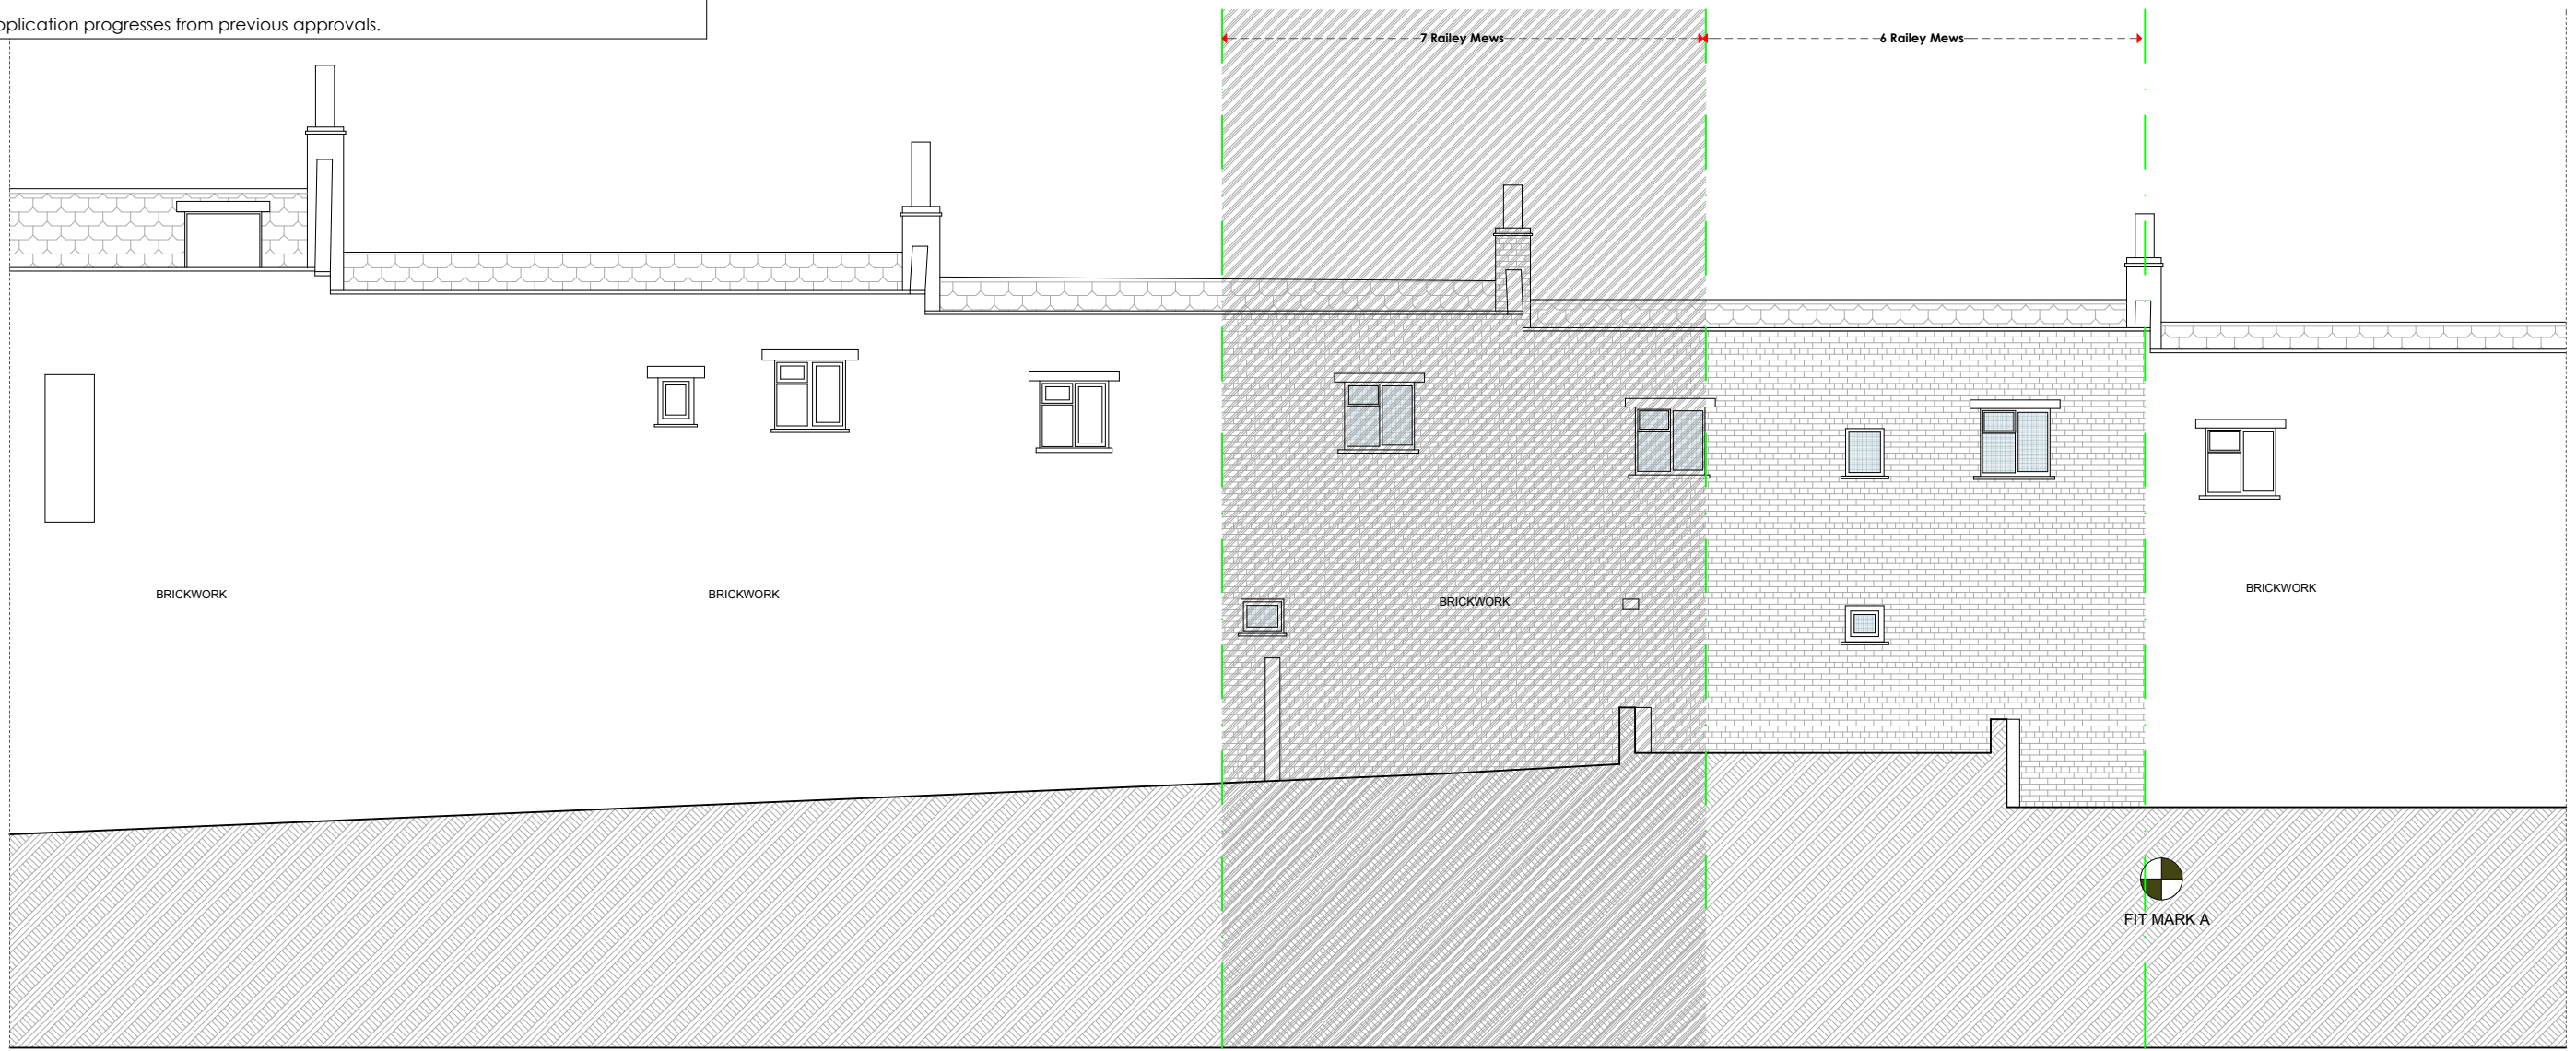 pplication progresses from previous approvals.
7 Railey Mews
6 Railey Mews
BRICKWORK
BRICKWORK
BRICKWORK
BRICKWORK
FIT MARK A